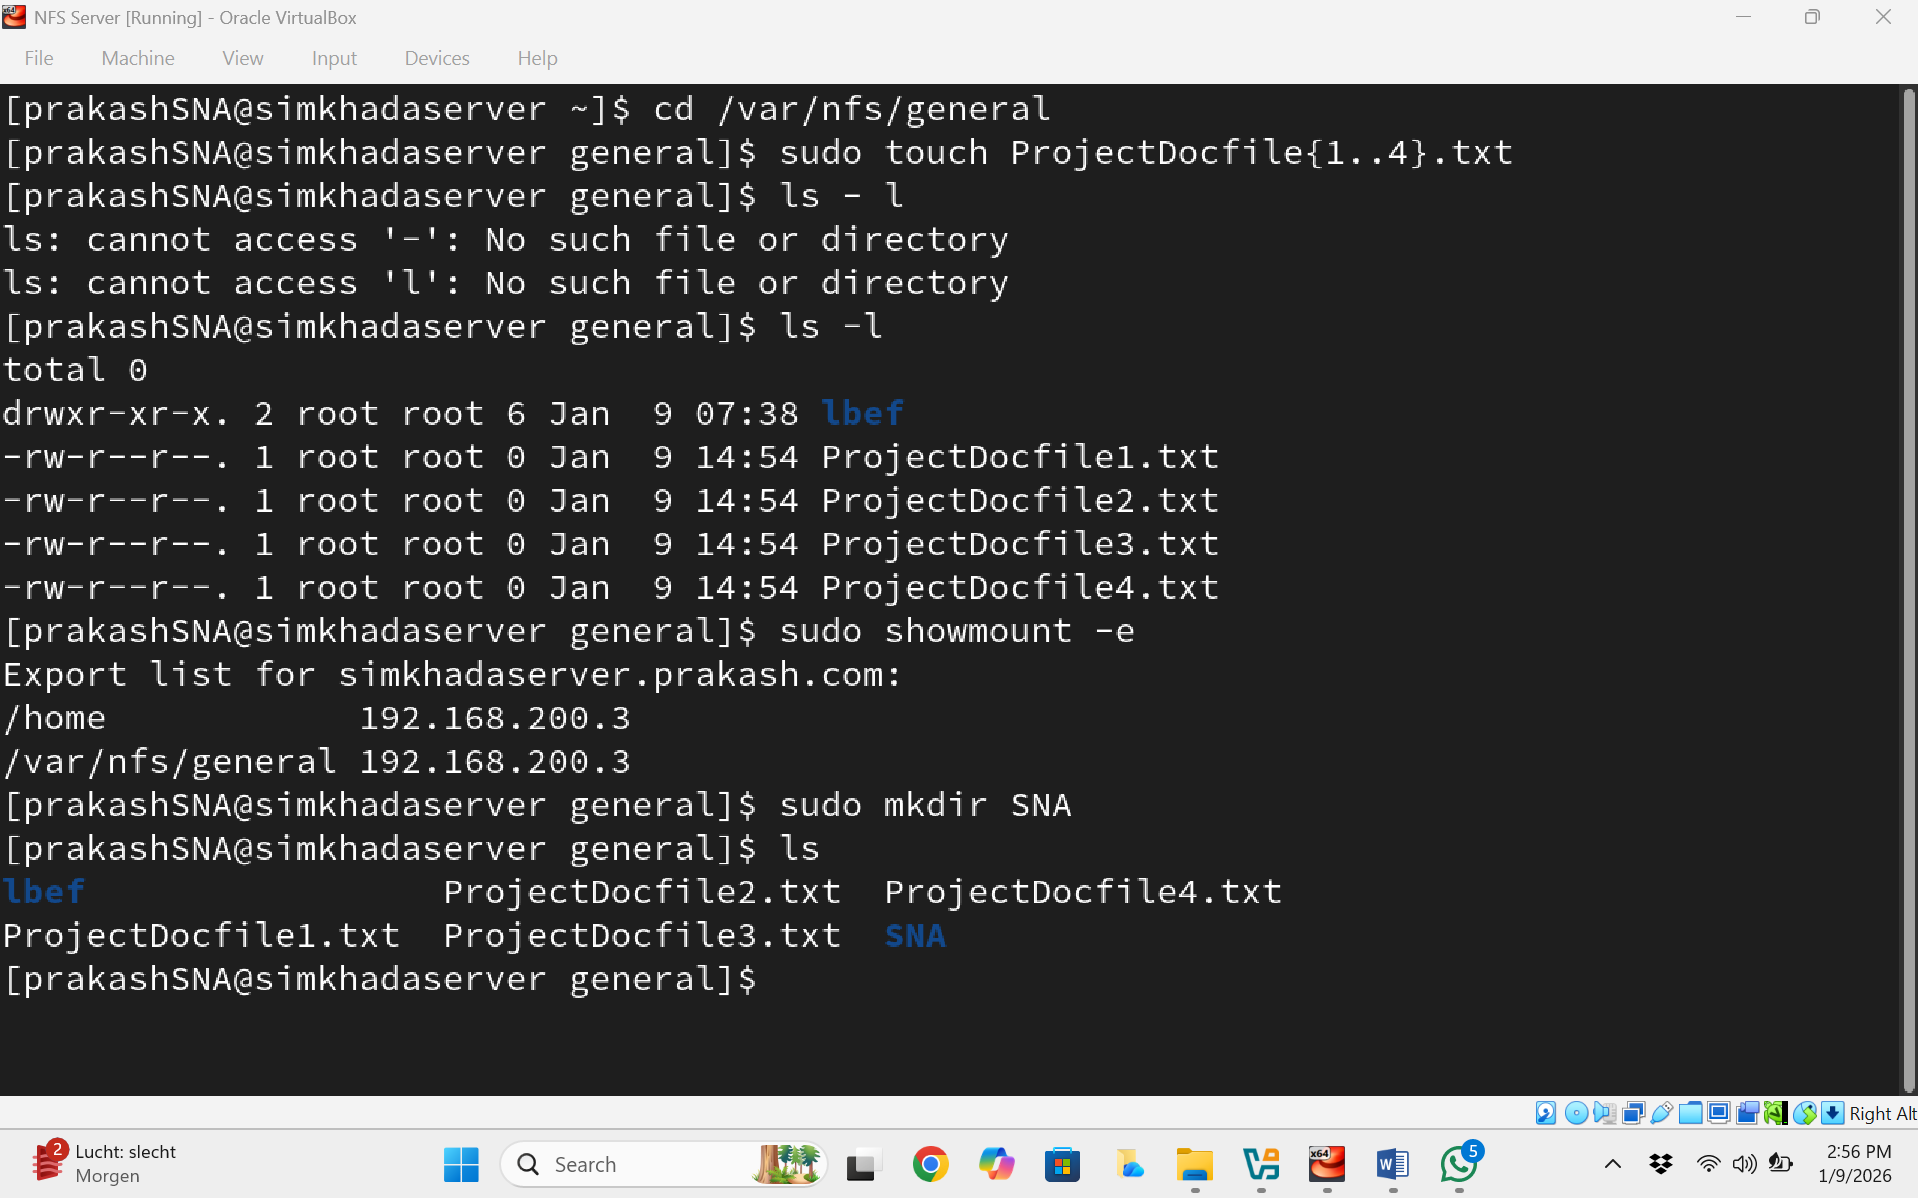 NFS Server [Running] - Oracle VirtualBox
File Machine View Input Devices Help
[prakashSNA@simkhadaserver ~]$ cd /var/nfs/general
[prakashSNA@simkhadaserver general]$ sudo touch ProjectDocfile{1..4}.txt
[prakashSNA@simkhadaserver general]$ ls - l
ls: cannot access '-': No such file or directory
ls: cannot access 'l': No such file or directory
[prakashSNA@simkhadaserver general]$ ls -l
total 0
drwxr-xr-x. 2 root root 6 Jan  9 07:38 lbef
-rw-r--r--. 1 root root 0 Jan  9 14:54 ProjectDocfile1.txt
-rw-r--r--. 1 root root 0 Jan  9 14:54 ProjectDocfile2.txt
-rw-r--r--. 1 root root 0 Jan  9 14:54 ProjectDocfile3.txt
-rw-r--r--. 1 root root 0 Jan  9 14:54 ProjectDocfile4.txt
[prakashSNA@simkhadaserver general]$ sudo showmount -e
Export list for simkhadaserver.prakash.com:
/home            192.168.200.3
/var/nfs/general 192.168.200.3
[prakashSNA@simkhadaserver general]$ sudo mkdir SNA
[prakashSNA@simkhadaserver general]$ ls
lbef                 ProjectDocfile2.txt  ProjectDocfile4.txt
ProjectDocfile1.txt  ProjectDocfile3.txt  SNA
[prakashSNA@simkhadaserver general]$
Right Alt
2
Lucht: slecht
Morgen
Search
x64
5
2:56 PM
1/9/2026